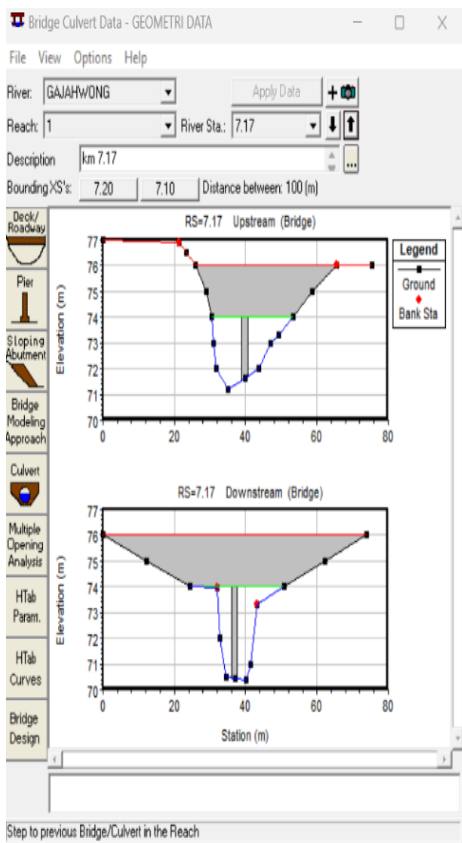 Bridge Culvert Data - GEOMETRI DATA
File View Options Help
River: GAJAHWONG Apply Data
Reach: 1 River Sta.: 7.17
Description km 7.17 ...
Bounding XS's: 7.20 7.10 Distance between: 100 (m)
Deck/
Roadway
Pier
Sloping
Abutment
Bridge
Modeling
Approach
Culvert
Multiple
Opening
Analysis
HTab
Param.
HTab
Curves
Bridge
Design
RS=7.17 Upstream (Bridge)
Elevation (m)
77
76
75
74
73
72
71
70
0 20 40 60 80
Legend
Ground
Bank Sta
RS=7.17 Downstream (Bridge)
Elevation (m)
77
76
75
74
73
72
71
70
0 20 40 60 80
Station (m)
Step to previous Bridge/Culvert in the Reach